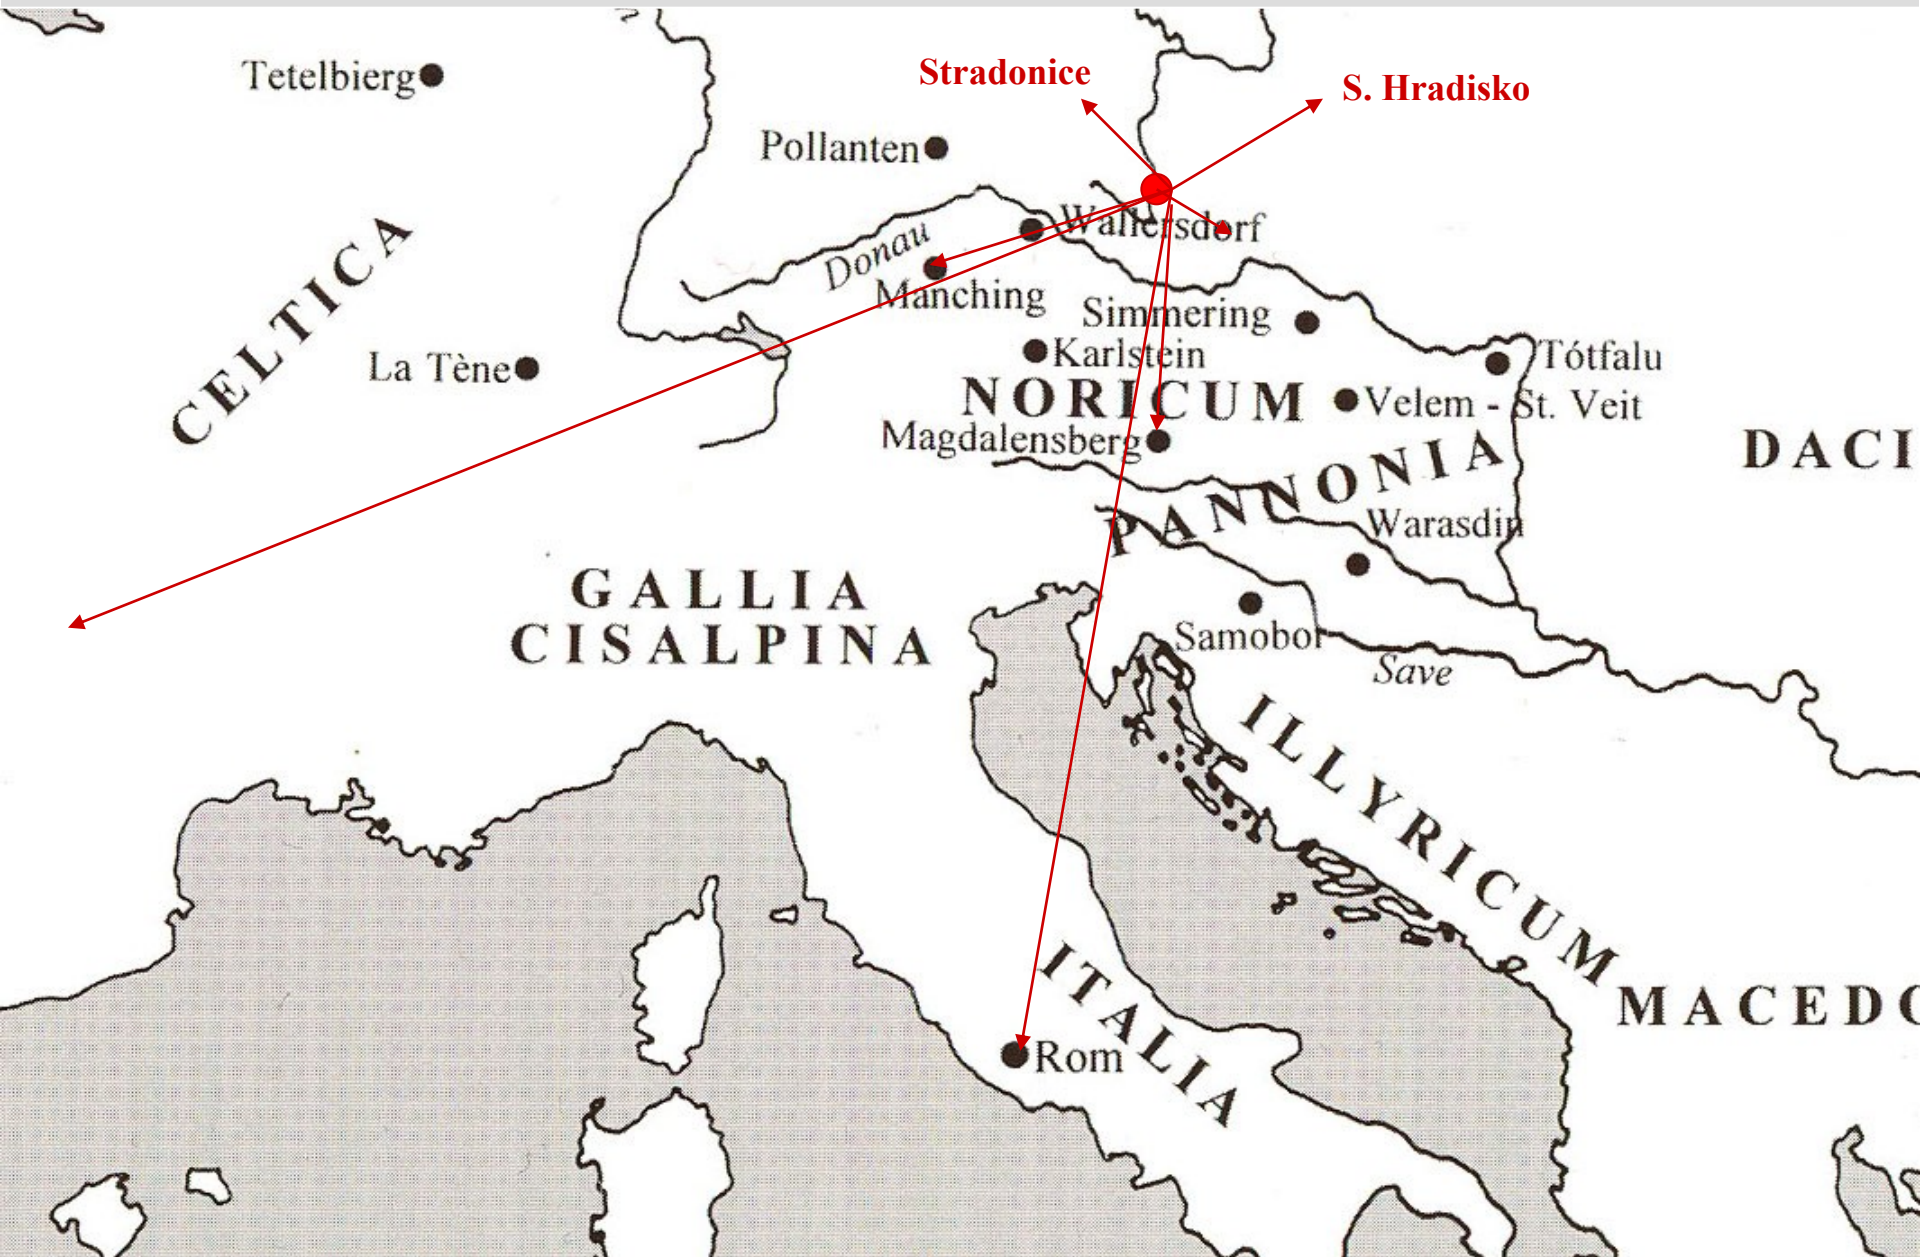 Stradonice
S. Hradisko
Tetelbierg
Pollanten
Wallersdorf
Donau
Manching
CELTICA
Simmering
Karlstein
Tótfalu
La Tène
NORICUM
Velem - St. Veit
Magdalensberg
DACI
PANNONIA
Warasdin
GALLIA
CISALPINA
Samobor
Save
ILLYRICUM
ITALIA
MACEDO
Rom